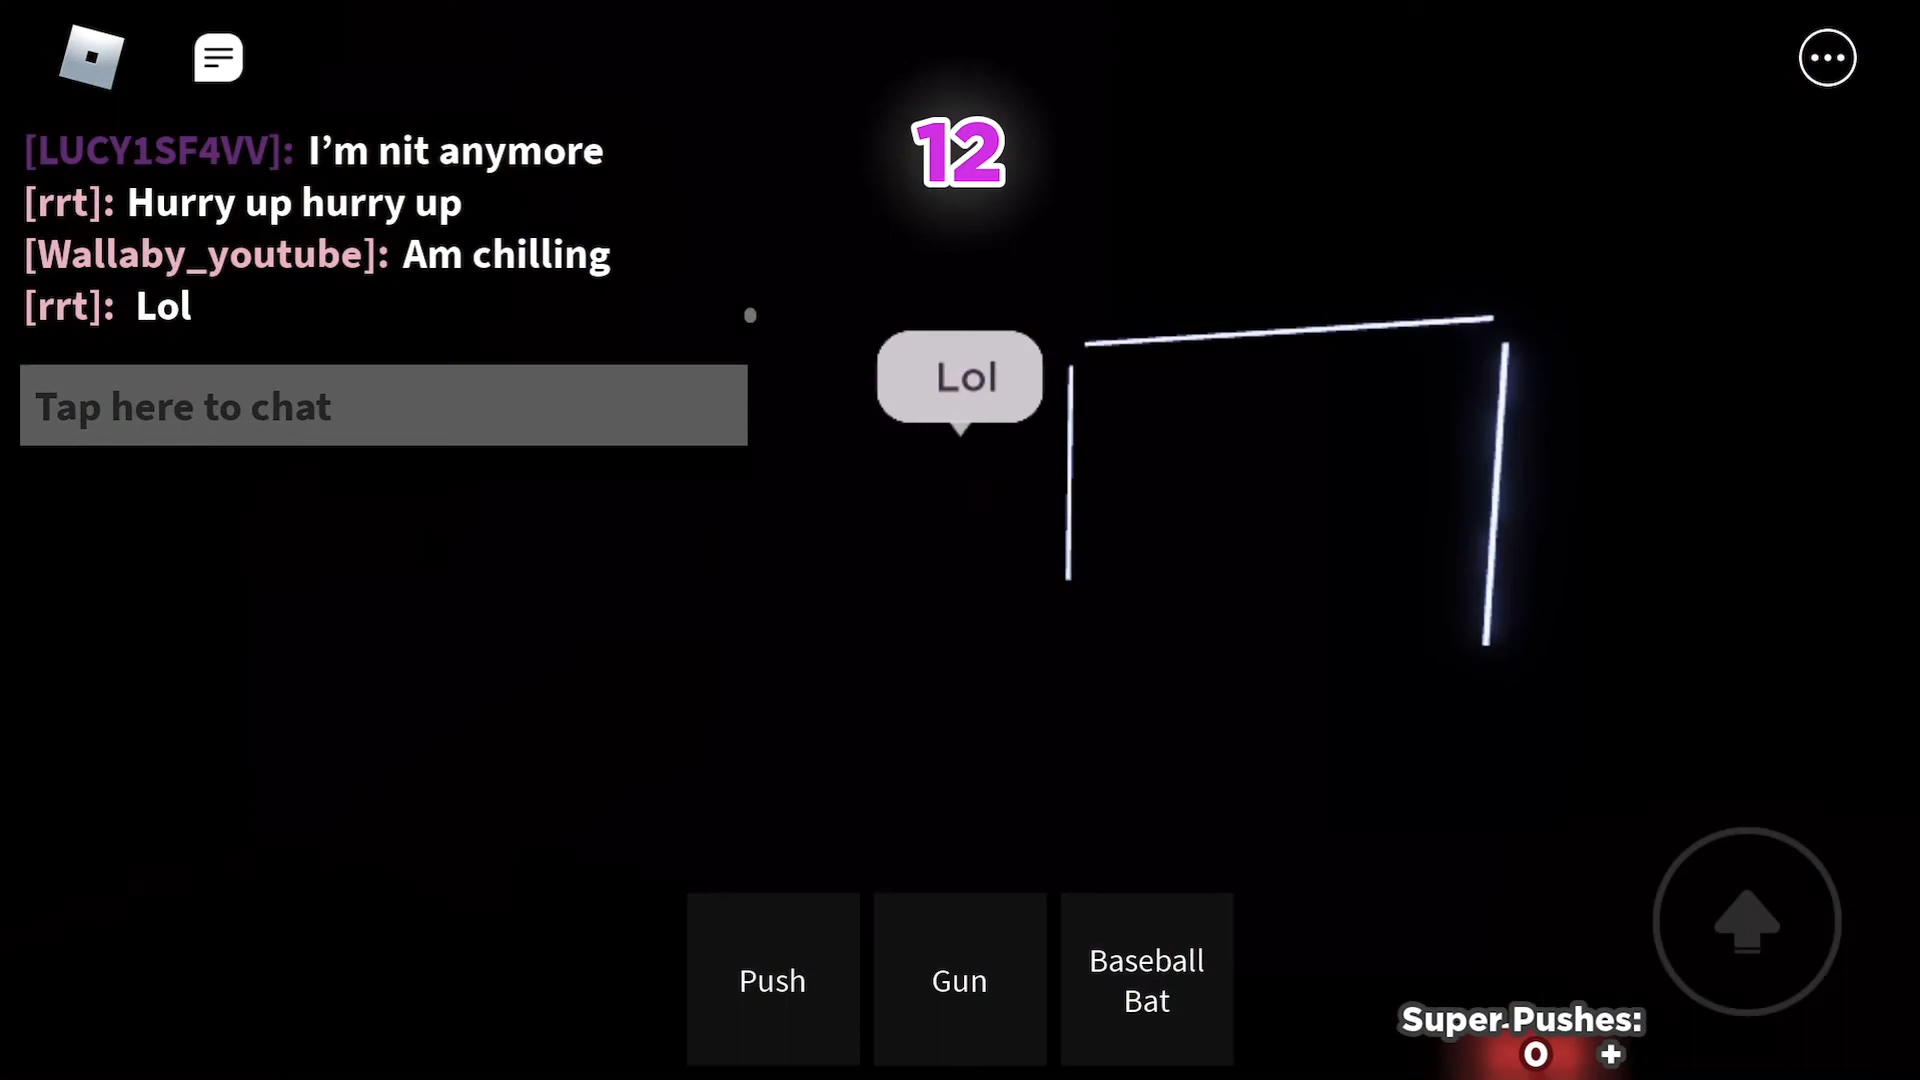 12
[LUCY1SF4VV]: I’m nit anymore
[rrt]: Hurry up hurry up
[Wallaby_youtube]: Am chilling
[rrt]: Lol
Lol
Tap here to chat
Push
Gun
Baseball
Bat
Super Pushes:
0 +